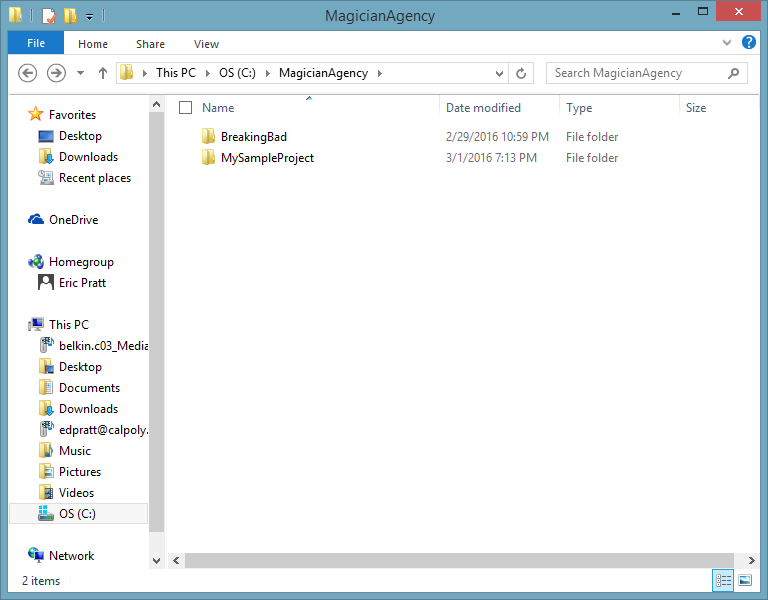 MagicianAgency
File Home Share View
This PC OS (C:) MagicianAgency Search MagicianAgency
Name Date modified Type Size
BreakingBad 2/29/2016 10:59 PM File folder
MySampleProject 3/1/2016 7:13 PM File folder
Favorites
Desktop
Downloads
Recent places
OneDrive
Homegroup
Eric Pratt
This PC
belkin.c03_Media
Desktop
Documents
Downloads
edpratt@calpoly.
Music
Pictures
Videos
OS (C:)
Network
2 items